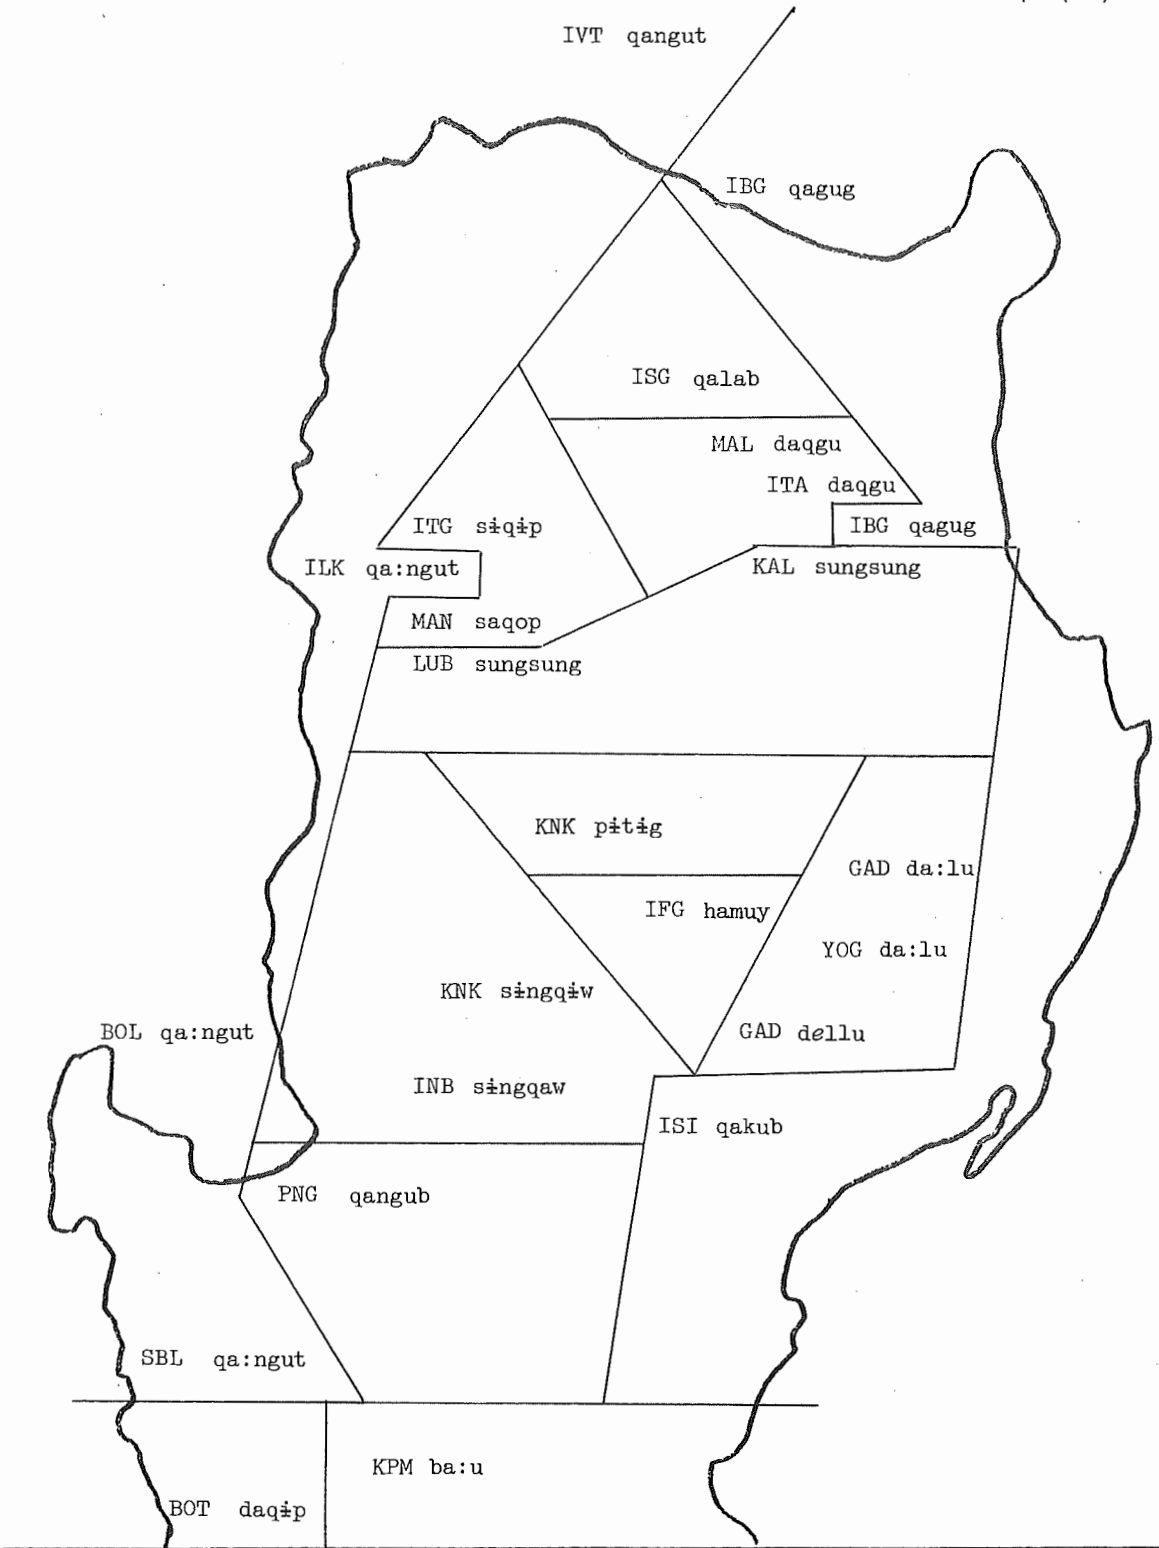 IVT qangut
IBG qagug
ISG qalab
MAL daqgu
ITA daqgu
ITG sɨqɨp
IBG qagug
ILK qa:ngut
KAL sungsung
MAN saqop
LUB sungsung
KNK pɨtɨg
GAD da:lu
IFG hamuy
YOG da:lu
KNK sɨngqɨw
BOL qa:ngut
GAD dellu
INB sɨngqaw
ISI qakub
PNG qangub
SBL qa:ngut
KPM ba:u
BOT daqɨp